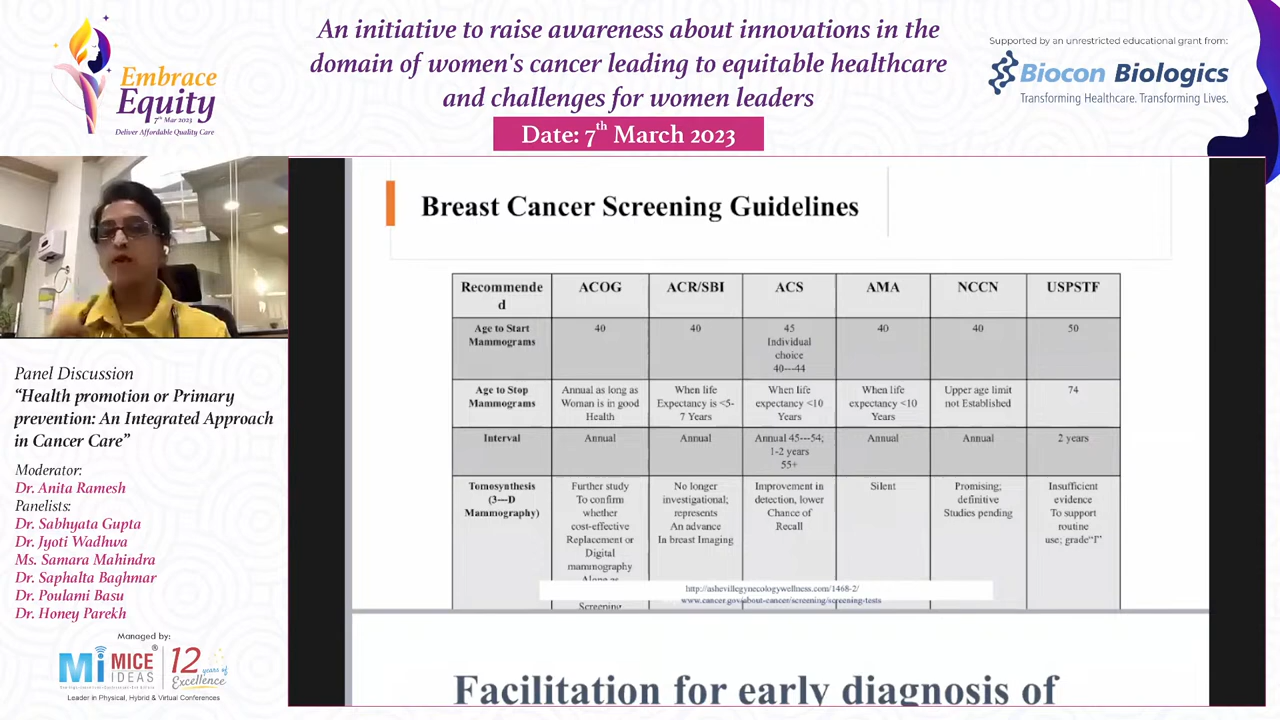 Embrace
Equity
7th Mar 2023
Deliver Affordable Quality Care
An initiative to raise awareness about innovations in the
domain of women's cancer leading to equitable healthcare
and challenges for women leaders
Date: 7th March 2023
Supported by an unrestricted educational grant from:
Biocon Biologics
Transforming Healthcare. Transforming Lives.
Panel Discussion
“Health promotion or Primary
prevention: An Integrated Approach
in Cancer Care”
Moderator:
Dr. Anita Ramesh
Panelists:
Dr. Sabhyata Gupta
Dr. Jyoti Wadhwa
Ms. Samara Mahindra
Dr. Saphalta Baghmar
Dr. Poulami Basu
Dr. Honey Parekh
Managed by:
Mi MICE
IDEAS
®
12 years of
Excellence
Leader in Physical, Hybrid & Virtual Conferences
Breast Cancer Screening Guidelines
Recommende
d
ACOG
ACR/SBI
ACS
AMA
NCCN
USPSTF
Age to Start
Mammograms
40
40
45
Individual
choice
40---44
40
40
50
Age to Stop
Mammograms
Annual as long as
Woman is in good
Health
When life
Expectancy is <5-
7 Years
When life
expectancy <10
Years
When life
expectancy <10
Years
Upper age limit
not Established
74
Interval
Annual
Annual
Annual 45---54;
1-2 years
55+
Annual
Annual
2 years
Tomosynthesis
(3---D
Mammography)
Further study
To confirm
whether
cost-effective
Replacement or
Digital
mammography
Alone as
Screening
No longer
investigational;
represents
An advance
In breast Imaging
Improvement in
detection, lower
Chance of
Recall
Silent
Promising;
definitive
Studies pending
Insufficient
evidence
To support
routine
use; grade“I”
http://ashevillegynecologywellness.com/1468-2/
www.cancer.gov/about-cancer/screening/screening-tests
Facilitation for early diagnosis of